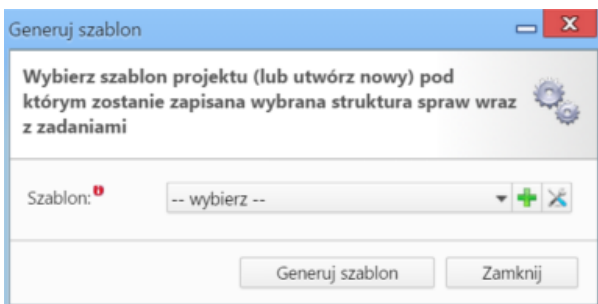 Generuj szablon
Wybierz szablon projektu (lub utwórz nowy) pod
którym zostanie zapisana wybrana struktura spraw wraz
z zadaniami
Szablon:
-- wybierz --
Generuj szablon Zamknij